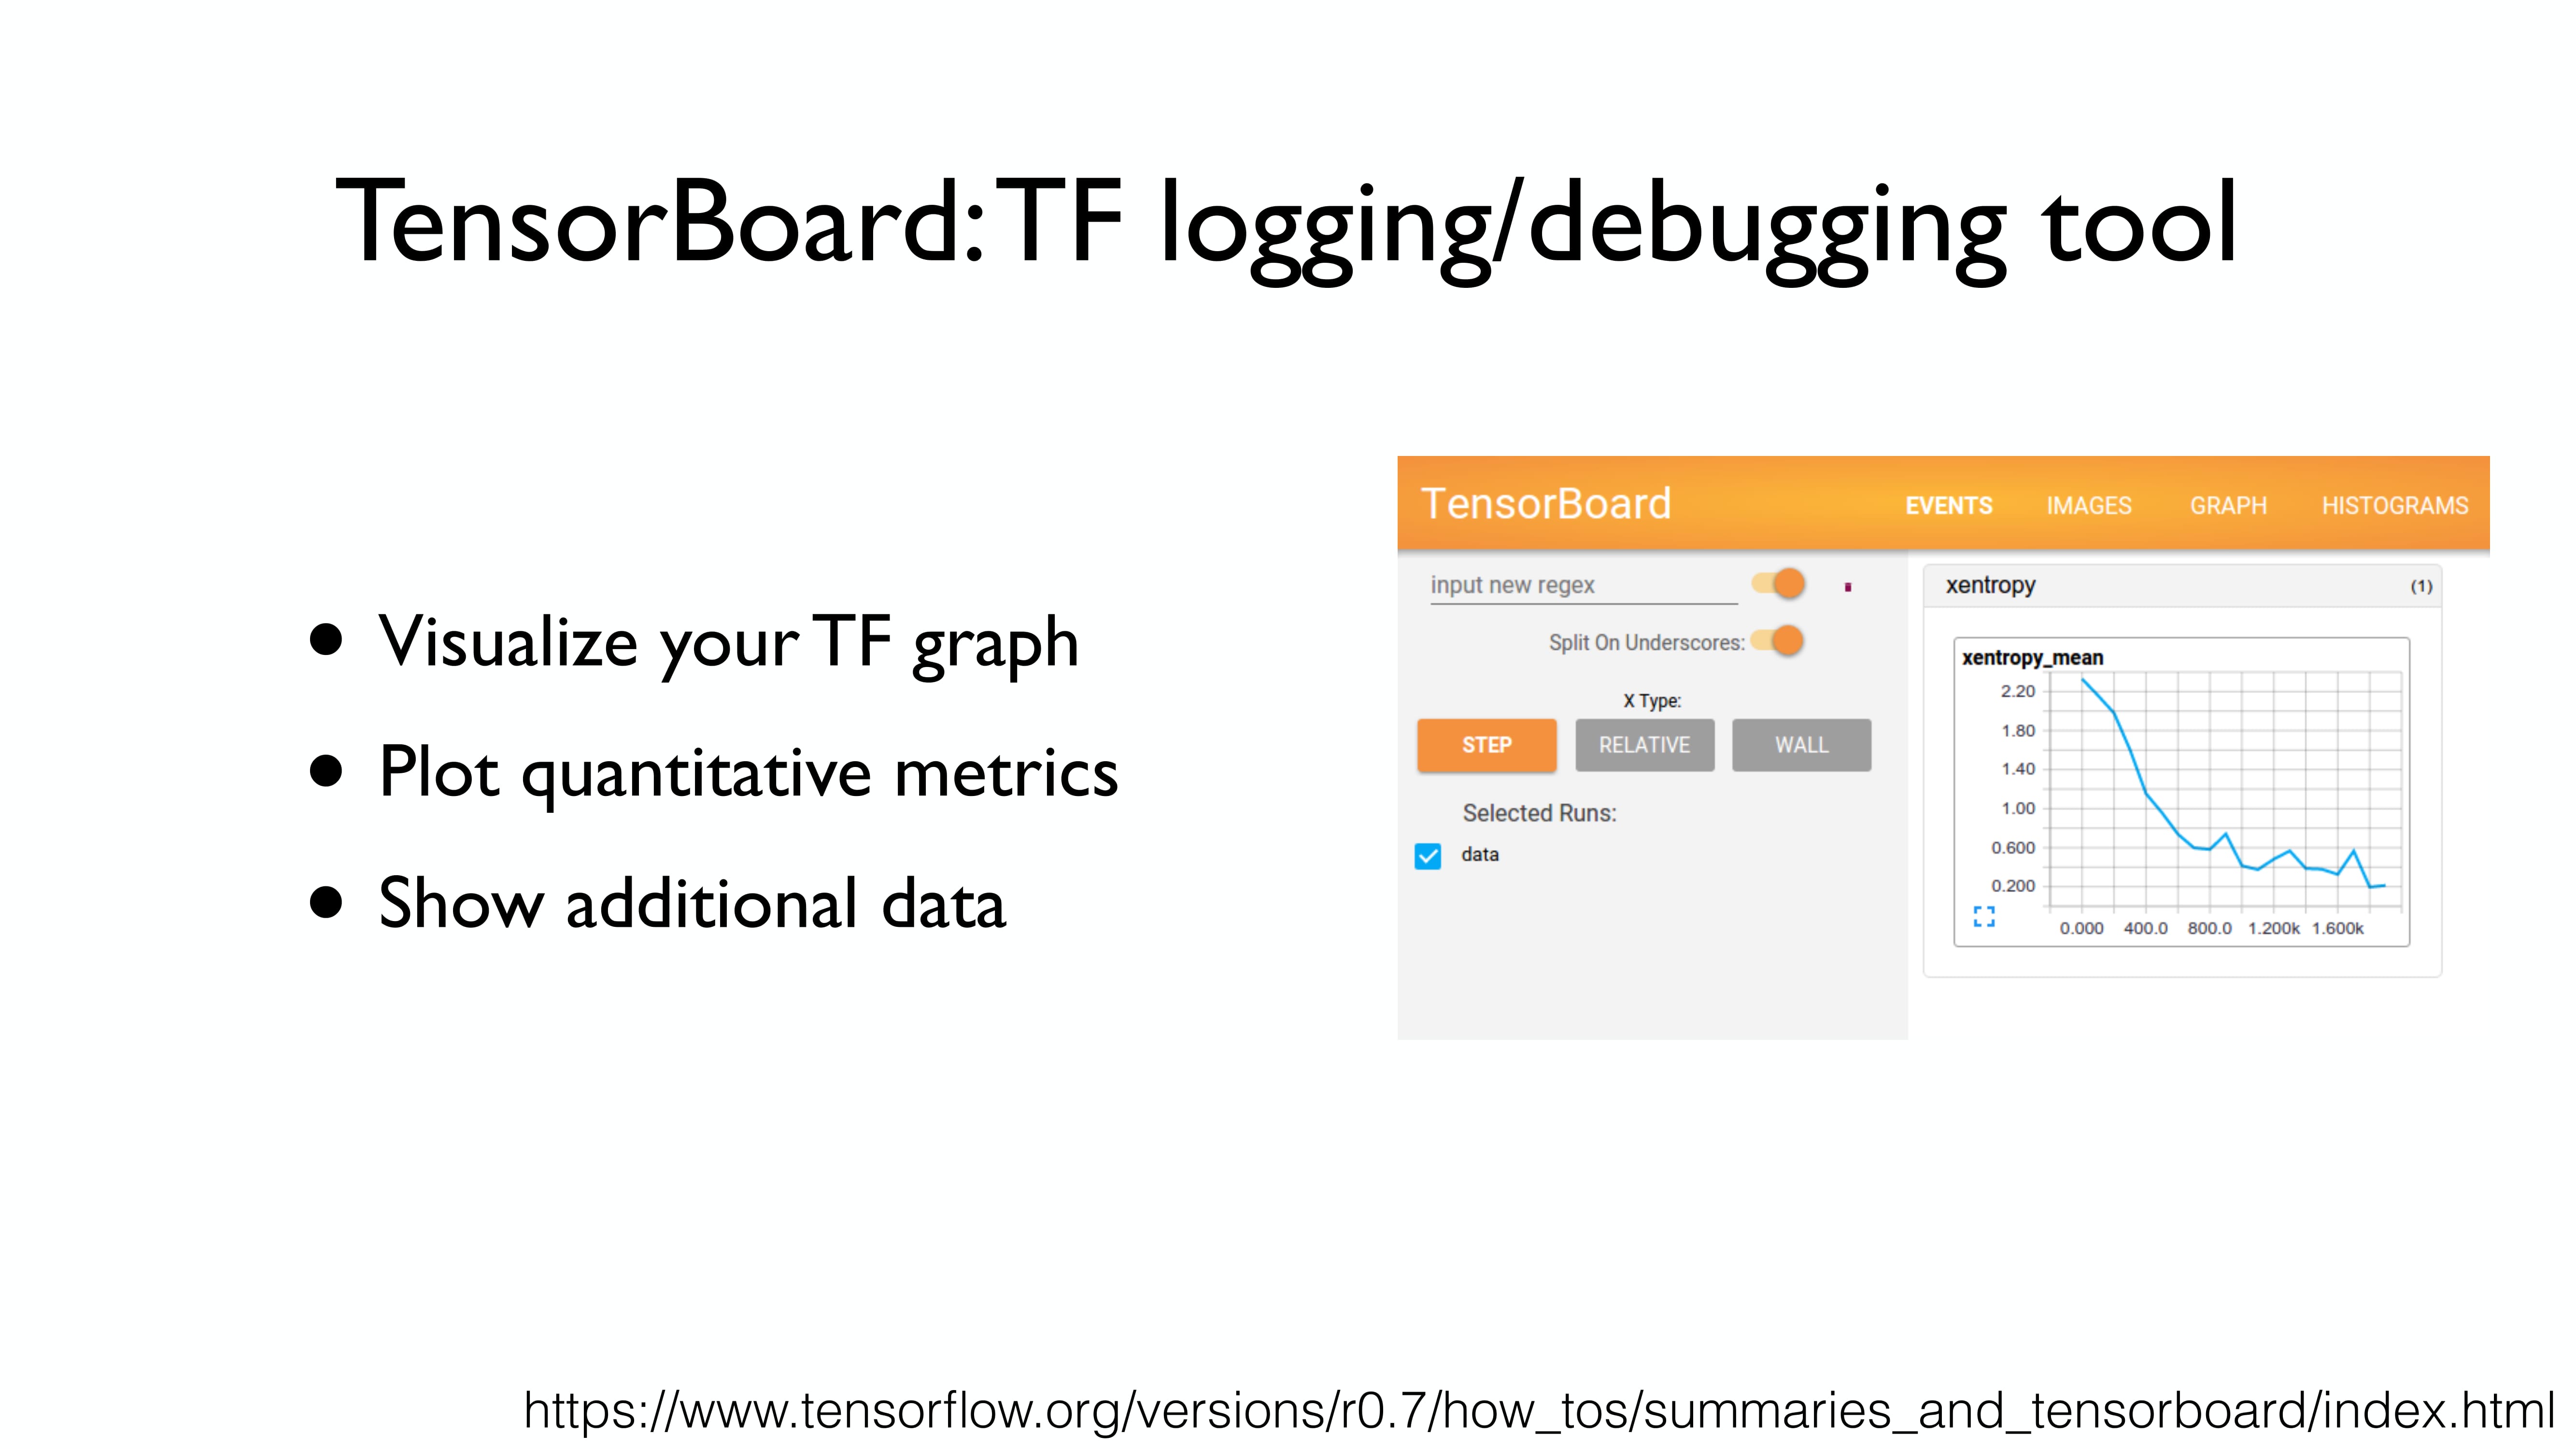 TensorBoard: TF logging/debugging tool
• Visualize your TF graph
• Plot quantitative metrics
• Show additional data
TensorBoard EVENTS IMAGES GRAPH HISTOGRAMS
input new regex
Split On Underscores:
X Type:
STEP RELATIVE WALL
Selected Runs:
data
xentropy (1)
xentropy_mean
2.20
1.80
1.40
1.00
0.600
0.200
0.000 400.0 800.0 1.200k 1.600k
https://www.tensorflow.org/versions/r0.7/how_tos/summaries_and_tensorboard/index.html